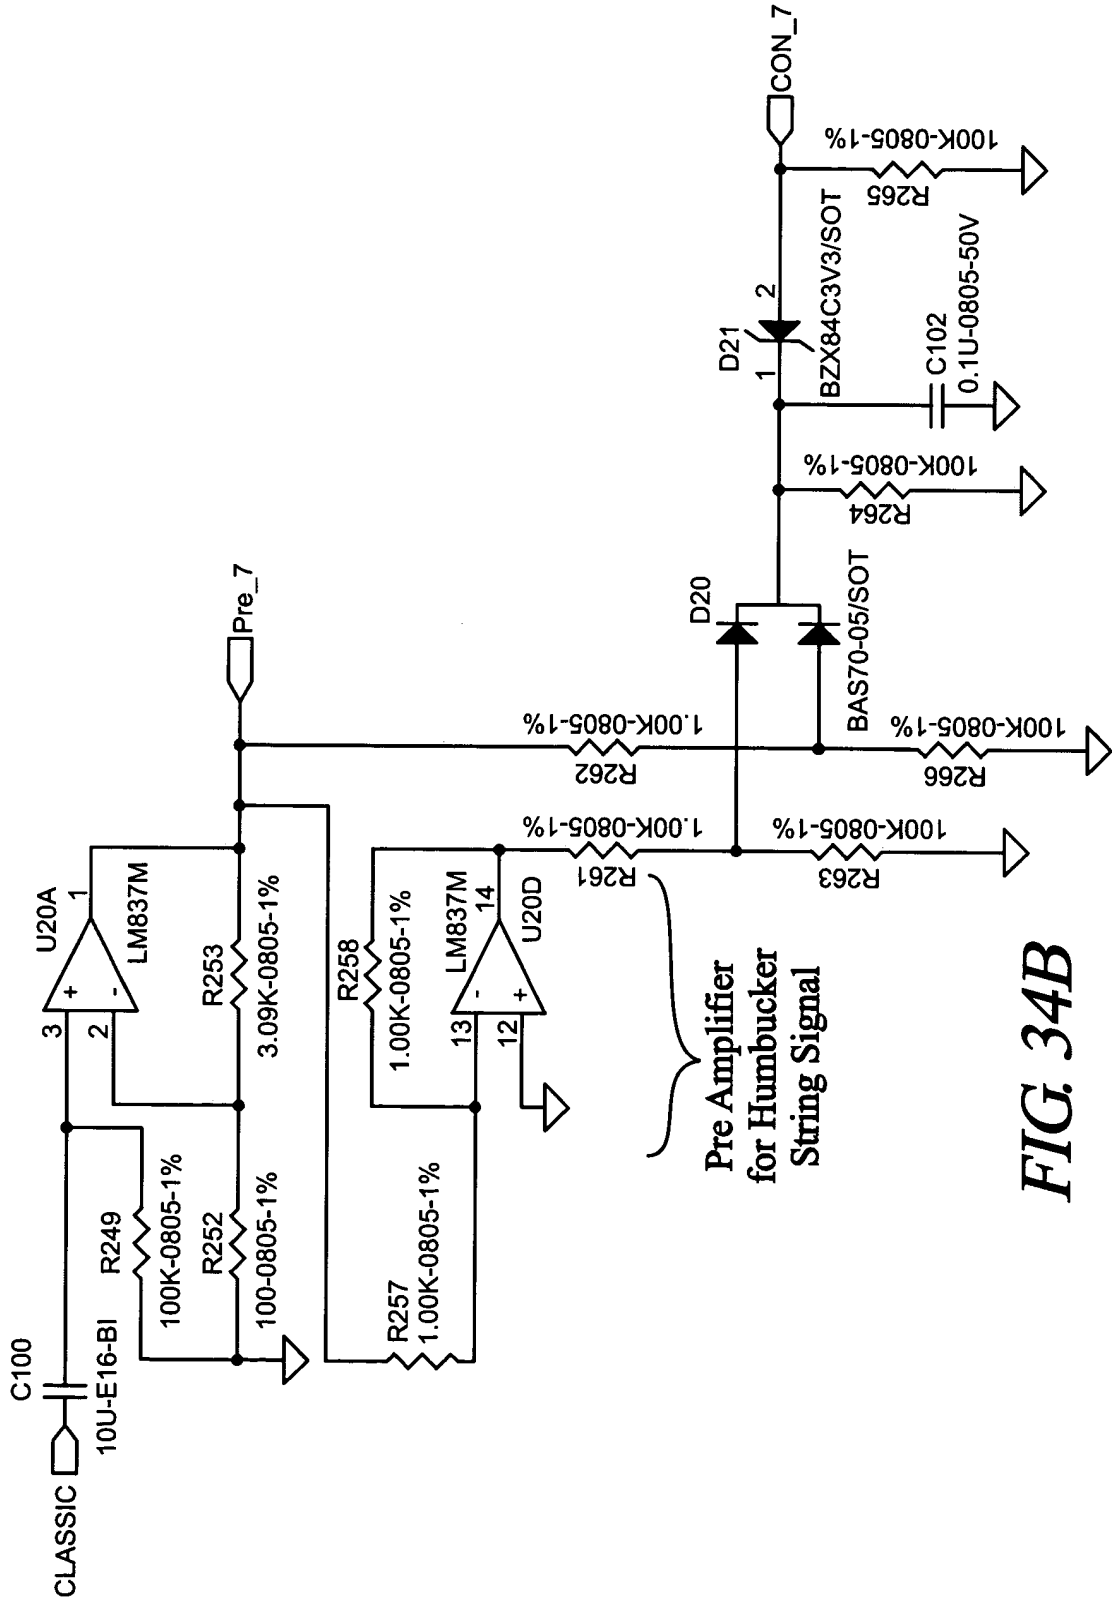 CLASSIC
C100
10U-E16-BI
R249
100K-0805-1%
R252
100-0805-1%
3
2
+
-
U20A
1
LM837M
R253
3.09K-0805-1%
Pre_7
R257
1.00K-0805-1%
R258
1.00K-0805-1%
13
12
-
+
LM837M
14
U20D
R261
1.00K-0805-1%
R262
1.00K-0805-1%
R263
100K-0805-1%
R266
100K-0805-1%
D20
BAS70-05/SOT
R264
100K-0805-1%
D21
1
2
BZX84C3V3/SOT
C102
0.1U-0805-50V
R265
100K-0805-1%
CON_7
Pre Amplifier
for Humbucker
String Signal
FIG. 34B